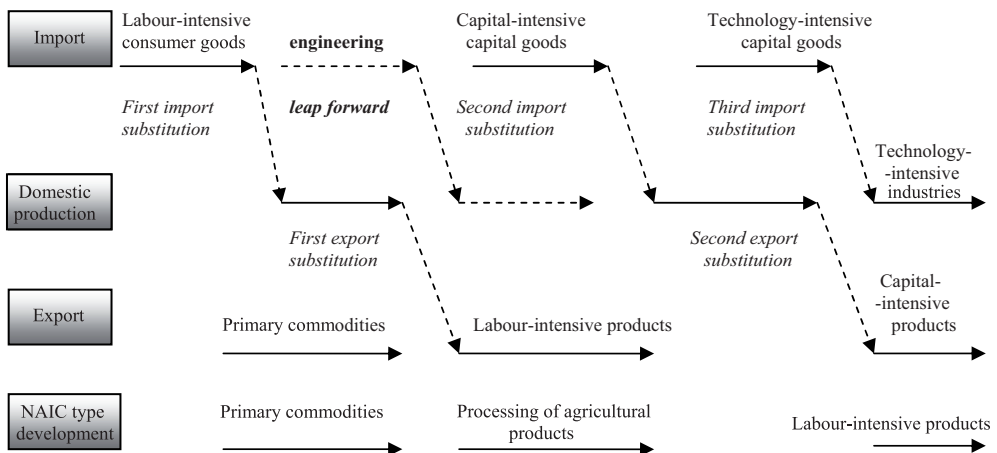 Import
Labour-intensive
consumer goods
engineering
leap forward
Capital-intensive
capital goods
Technology-intensive
capital goods
First import
substitution
Second import
substitution
Third import
substitution
Technology-
-intensive
industries
Domestic
production
First export
substitution
Second export
substitution
Capital-
-intensive
products
Export
Primary commodities
Labour-intensive products
NAIC type
development
Primary commodities
Processing of agricultural
products
Labour-intensive products